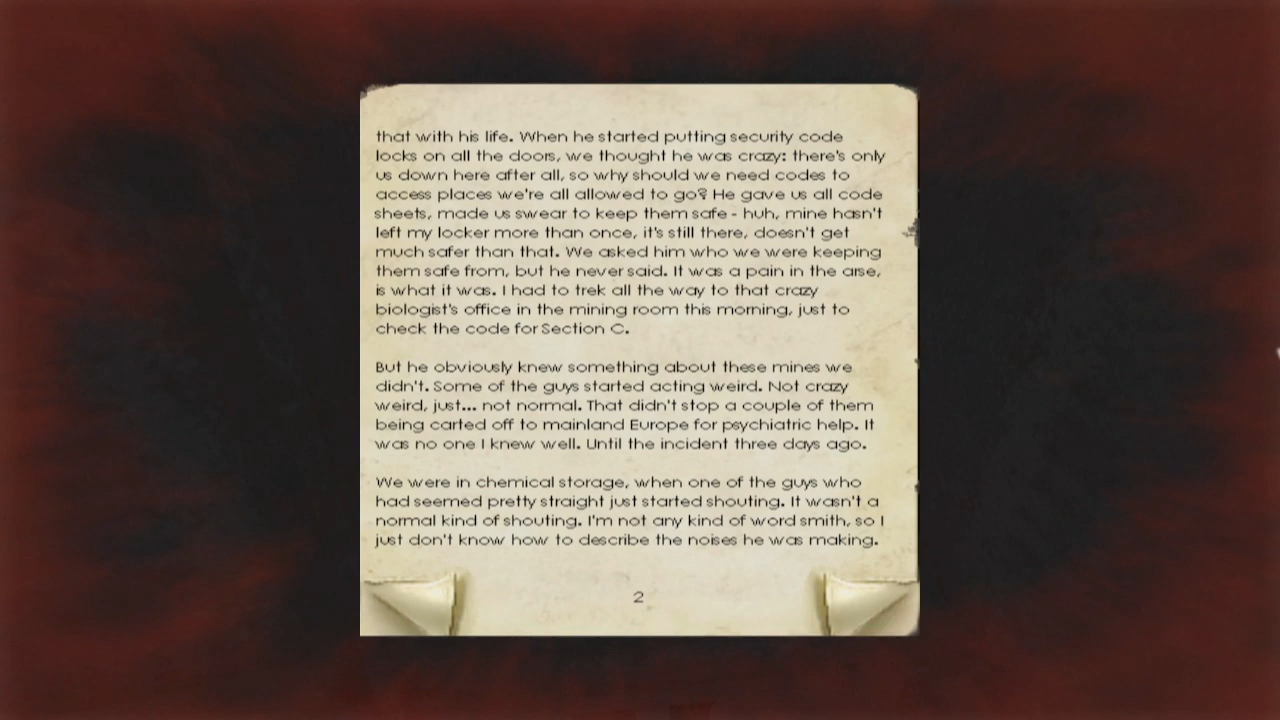 that with his life. When he started putting security code
locks on all the doors, we thought he was crazy: there's only
us down here after all, so why should we need codes to
access places we're all allowed to go? He gave us all code
sheets, made us swear to keep them safe - huh, mine hasn't
left my locker more than once, it's still there, doesn't get
much safer than that. We asked him who we were keeping
them safe from, but he never said. It was a pain in the arse,
is what it was. I had to trek all the way to that crazy
biologist's office in the mining room this morning, just to
check the code for Section C.
But he obviously knew something about these mines we
didn't. Some of the guys started acting weird. Not crazy
weird, just... not normal. That didn't stop a couple of them
being carted off to mainland Europe for psychiatric help. It
was no one I knew well. Until the incident three days ago.
We were in chemical storage, when one of the guys who
had seemed pretty straight just started shouting. It wasn't a
normal kind of shouting. I'm not any kind of word smith, so I
just don't know how to describe the noises he was making.
2